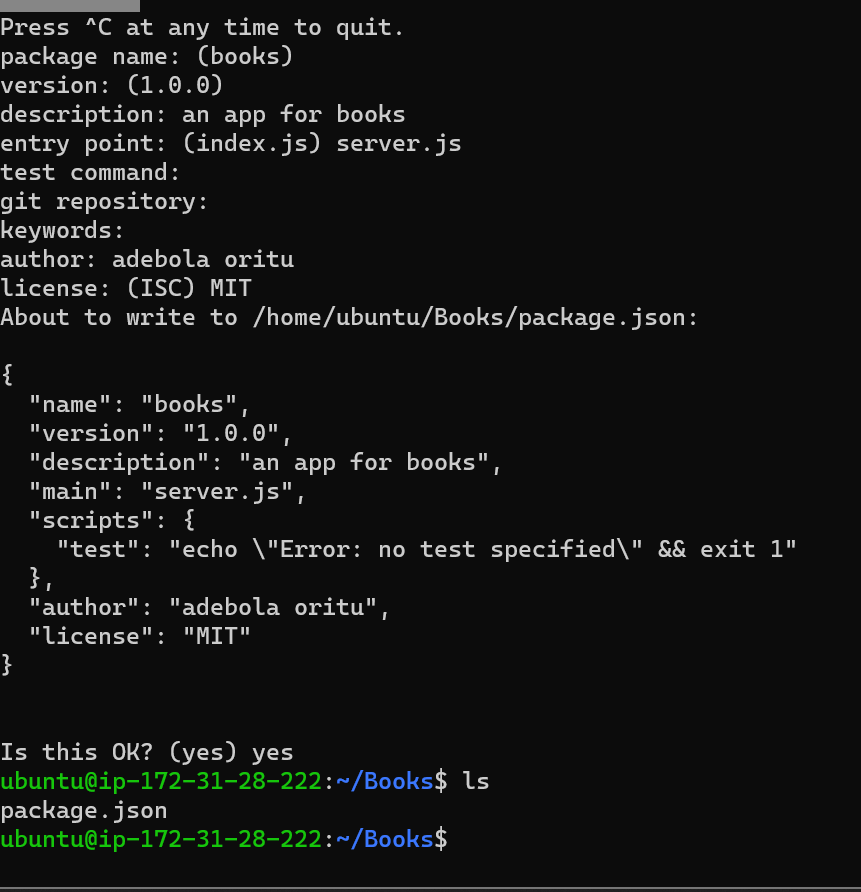 Press ^C at any time to quit.
package name: (books)
version: (1.0.0)
description: an app for books
entry point: (index.js) server.js
test command:
git repository:
keywords:
author: adebola oritu
license: (ISC) MIT
About to write to /home/ubuntu/Books/package.json:
{
  "name": "books",
  "version": "1.0.0",
  "description": "an app for books",
  "main": "server.js",
  "scripts": {
    "test": "echo \"Error: no test specified\" && exit 1"
  },
  "author": "adebola oritu",
  "license": "MIT"
}
Is this OK? (yes) yes
ubuntu@ip-172-31-28-222:~/Books$ ls
package.json
ubuntu@ip-172-31-28-222:~/Books$